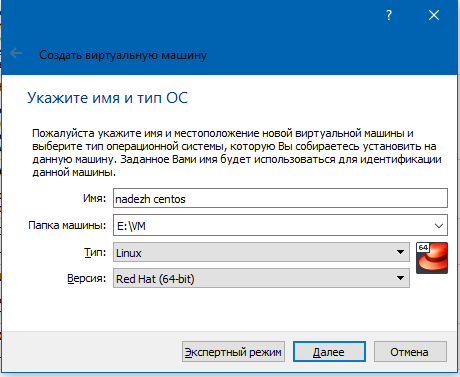 ?
Создать виртуальную машину
Укажите имя и тип ОС
Пожалуйста укажите имя и местоположение новой виртуальной машины и
выберите тип операционной системы, которую Вы собираетесь установить на
данную машину. Заданное Вами имя будет использоваться для идентификации
данной машины.
Имя: nadezh centos
Папка машины: E:\VM
Тип: Linux
64
Версия: Red Hat (64-bit)
Экспертный режим Далее Отмена